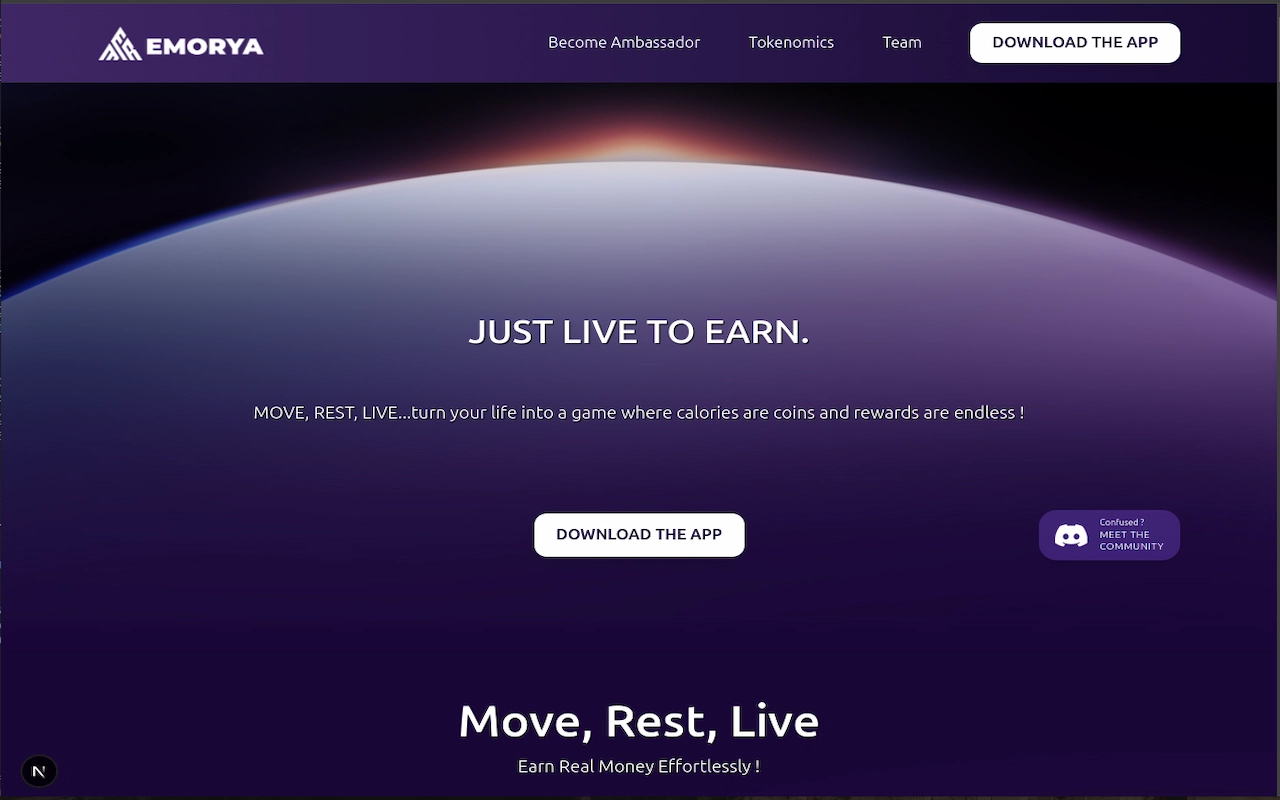 EMORYA
Become Ambassador
Tokenomics
Team
DOWNLOAD THE APP
JUST LIVE TO EARN.
MOVE, REST, LIVE...turn your life into a game where calories are coins and rewards are endless !
DOWNLOAD THE APP
Confused ?
MEET THE
COMMUNITY
Move, Rest, Live
Earn Real Money Effortlessly !
N